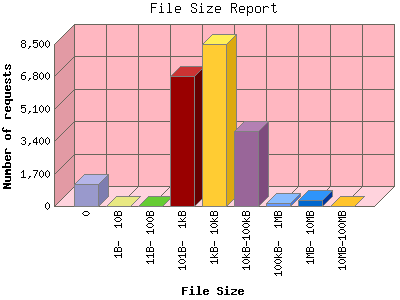 File Size Report
8,500
6,800
5,100
3,400
1,700
0
Number of requests
0
1B- 10B
11B- 100B
101B- 1kB
1kB- 10kB
10kB-100kB
100kB- 1MB
1MB- 10MB
10MB-100MB
File Size